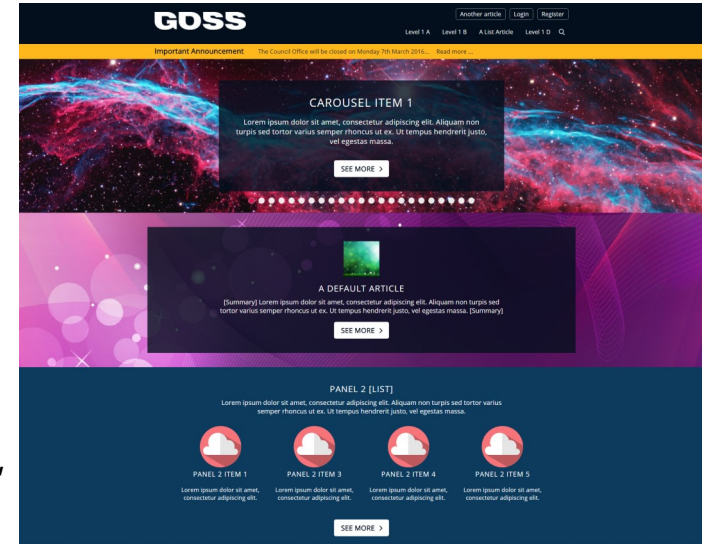 GOSS
Another article Login Register
Level 1 A Level 1 B A List Article Level 1 D
Important Announcement The Council Office will be closed on Monday 7th March 2016... Read more ...
CAROUSEL ITEM 1
Lorem ipsum dolor sit amet, consectetur adipiscing elit. Aliquam non
turpis sed tortor varius semper rhoncus ut ex. Ut tempus hendrerit justo,
vel egestas massa.
SEE MORE >
A DEFAULT ARTICLE
[Summary] Lorem ipsum dolor sit amet, consectetur adipiscing elit. Aliquam non turpis sed
tortor varius semper rhoncus ut ex. Ut tempus hendrerit justo, vel egestas massa. [Summary]
SEE MORE >
PANEL 2 [LIST]
Lorem ipsum dolor sit amet, consectetur adipiscing elit. Aliquam non turpis sed tortor varius
semper rhoncus ut ex. Ut tempus hendrerit justo, vel egestas massa.
PANEL 2 ITEM 1 PANEL 2 ITEM 3 PANEL 2 ITEM 4 PANEL 2 ITEM 5
Lorem ipsum dolor sit amet, Lorem ipsum dolor sit amet, Lorem ipsum dolor sit amet, Lorem ipsum dolor sit amet,
consectetur adipiscing elit. consectetur adipiscing elit. consectetur adipiscing elit. consectetur adipiscing elit.
SEE MORE >